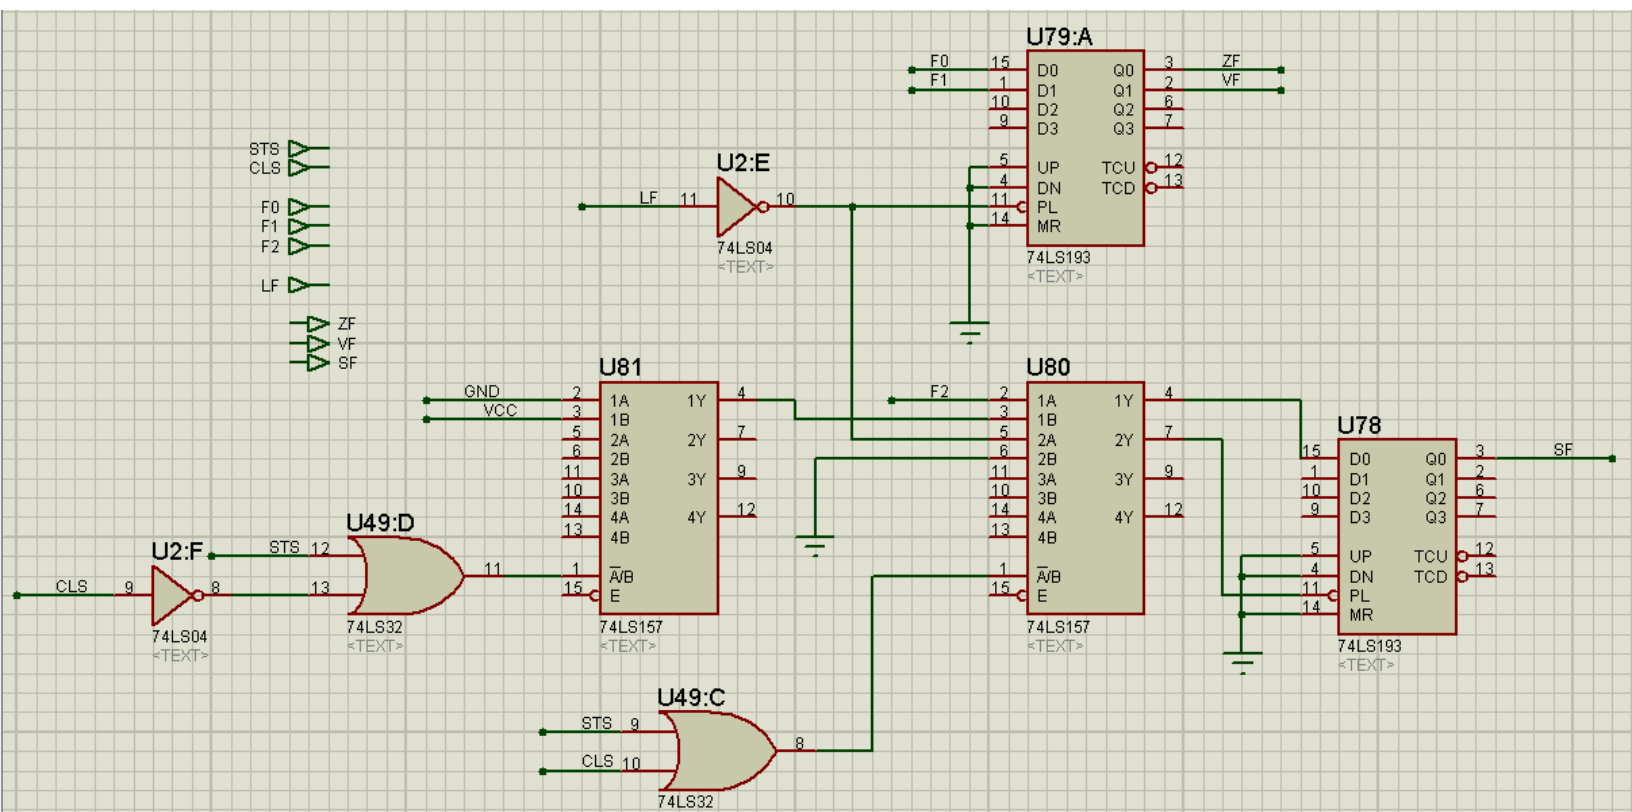 U79:A
F0 15 D0 Q0 3 ZF
F1 1 D1 Q1 2 VF
10 D2 Q2 6
9 D3 Q3 7
5 UP TCU 12
4 DN TCD 13
11 PL
14 MR
74LS193
<TEXT>
STS
CLS
F0
F1
F2
LF
ZF
VF
SF
U2:E
LF 11 10
74LS04
<TEXT>
U81
GND 2 1A 1Y 4
VCC 3 1B
5 2A 2Y 7
6 2B
11 3A 3Y 9
10 3B
14 4A 4Y 12
13 4B
1 A/B
15 E
74LS157
<TEXT>
U80
F2 2 1A 1Y 4
3 1B
5 2A 2Y 7
6 2B
11 3A 3Y 9
10 3B
14 4A 4Y 12
13 4B
1 A/B
15 E
74LS157
<TEXT>
U78
15 D0 Q0 3 SF
1 D1 Q1 2
10 D2 Q2 6
9 D3 Q3 7
5 UP TCU 12
4 DN TCD 13
11 PL
14 MR
74LS193
<TEXT>
U2:F
CLS 9 8
74LS04
<TEXT>
U49:D
STS 12 11
13
74LS32
<TEXT>
U49:C
STS 9 8
CLS 10
74LS32